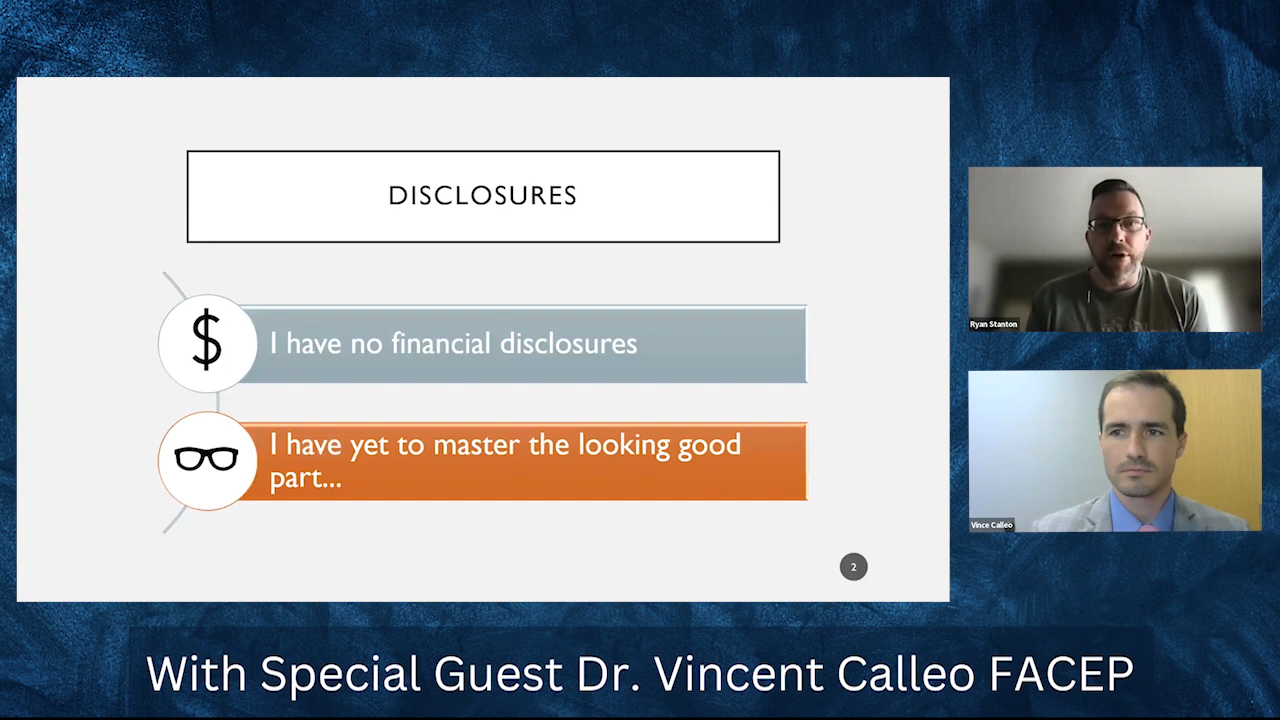 DISCLOSURES
$
I have no financial disclosures
I have yet to master the looking good
part...
2
Ryan Stanton
Vince Calleo
With Special Guest Dr. Vincent Calleo FACEP